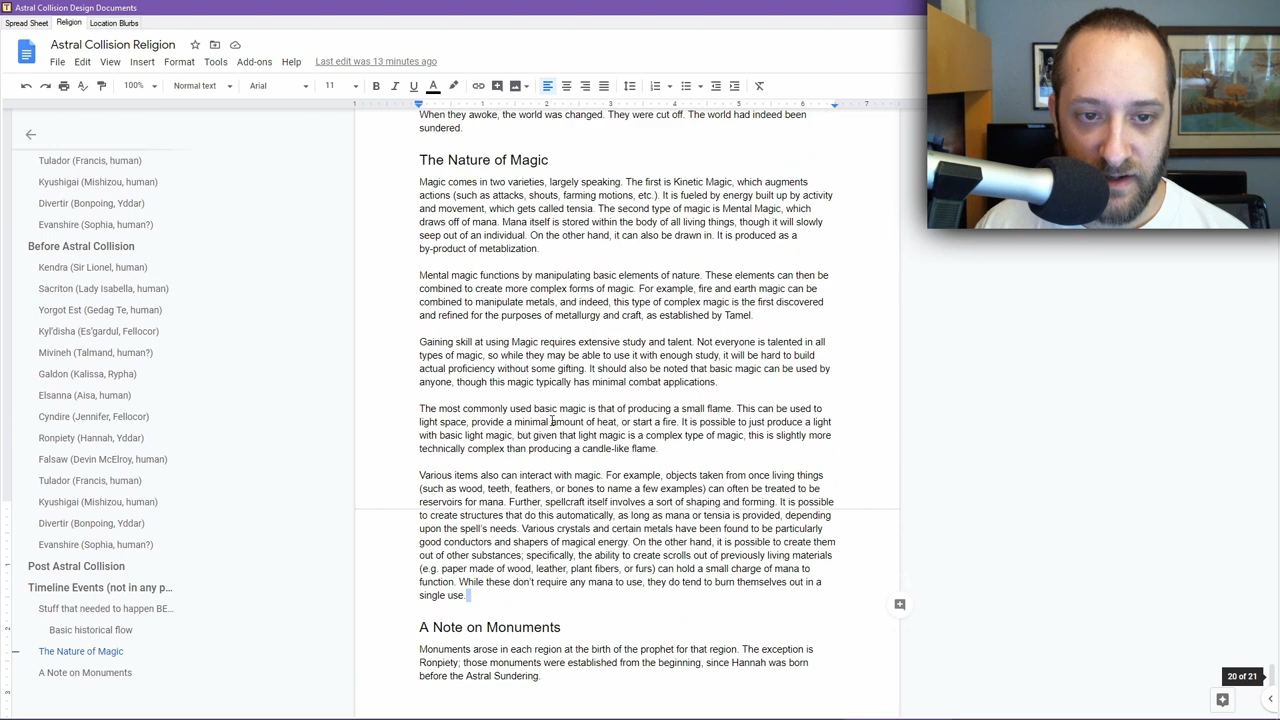 Astral Collision Design Documents
Spread Sheet Religion Location Blurbs
Astral Collision Religion
File Edit View Insert Format Tools Add-ons Help Last edit was 13 minutes ago
100% Normal text Arial 11 B I U A
1 1 2 3 4 5 6 7
When they awoke, the world was changed. They were cut off. The world had indeed been
sundered.
The Nature of Magic
Magic comes in two varieties, largely speaking. The first is Kinetic Magic, which augments
actions (such as attacks, shouts, farming motions, etc.). It is fueled by energy built up by activity
and movement, which gets called tensia. The second type of magic is Mental Magic, which
draws off of mana. Mana itself is stored within the body of all living things, though it will slowly
seep out of an individual. On the other hand, it can also be drawn in. It is produced as a
by-product of metablization.
Mental magic functions by manipulating basic elements of nature. These elements can then be
combined to create more complex forms of magic. For example, fire and earth magic can be
combined to manipulate metals, and indeed, this type of complex magic is the first discovered
and refined for the purposes of metallurgy and craft, as established by Tamel.
Gaining skill at using Magic requires extensive study and talent. Not everyone is talented in all
types of magic, so while they may be able to use it with enough study, it will be hard to build
actual proficiency without some gifting. It should also be noted that basic magic can be used by
anyone, though this magic typically has minimal combat applications.
The most commonly used basic magic is that of producing a small flame. This can be used to
light space, provide a minimal amount of heat, or start a fire. It is possible to just produce a light
with basic light magic, but given that light magic is a complex type of magic, this is slightly more
technically complex than producing a candle-like flame.
Various items also can interact with magic. For example, objects taken from once living things
(such as wood, teeth, feathers, or bones to name a few examples) can often be treated to be
reservoirs for mana. Further, spellcraft itself involves a sort of shaping and forming. It is possible
to create structures that do this automatically, as long as mana or tensia is provided, depending
upon the spell's needs. Various crystals and certain metals have been found to be particularly
good conductors and shapers of magical energy. On the other hand, it is possible to create them
out of other substances; specifically, the ability to create scrolls out of previously living materials
(e.g. paper made of wood, leather, plant fibers, or furs) can hold a small charge of mana to
function. While these don't require any mana to use, they do tend to burn themselves out in a
single use.
A Note on Monuments
Monuments arose in each region at the birth of the prophet for that region. The exception is
Ronpiety; those monuments were established from the beginning, since Hannah was born
before the Astral Sundering.
Tulador (Francis, human)
Kyushigai (Mishizou, human)
Divertir (Bonpoing, Yddar)
Evanshire (Sophia, human?)
Before Astral Collision
Kendra (Sir Lionel, human)
Sacriton (Lady Isabella, human)
Yorgot Est (Gedag Te, human)
Kyl'disha (Es'gardul, Fellocor)
Mivineh (Talmand, human?)
Galdon (Kalissa, Rypha)
Elsanna (Aisa, human)
Cyndire (Jennifer, Fellocor)
Ronpiety (Hannah, Yddar)
Falsaw (Devin McElroy, human)
Tulador (Francis, human)
Kyushigai (Mishizou, human)
Divertir (Bonpoing, Yddar)
Evanshire (Sophia, human?)
Post Astral Collision
Timeline Events (not in any p...
Stuff that needed to happen BE...
Basic historical flow
The Nature of Magic
A Note on Monuments
20 of 21